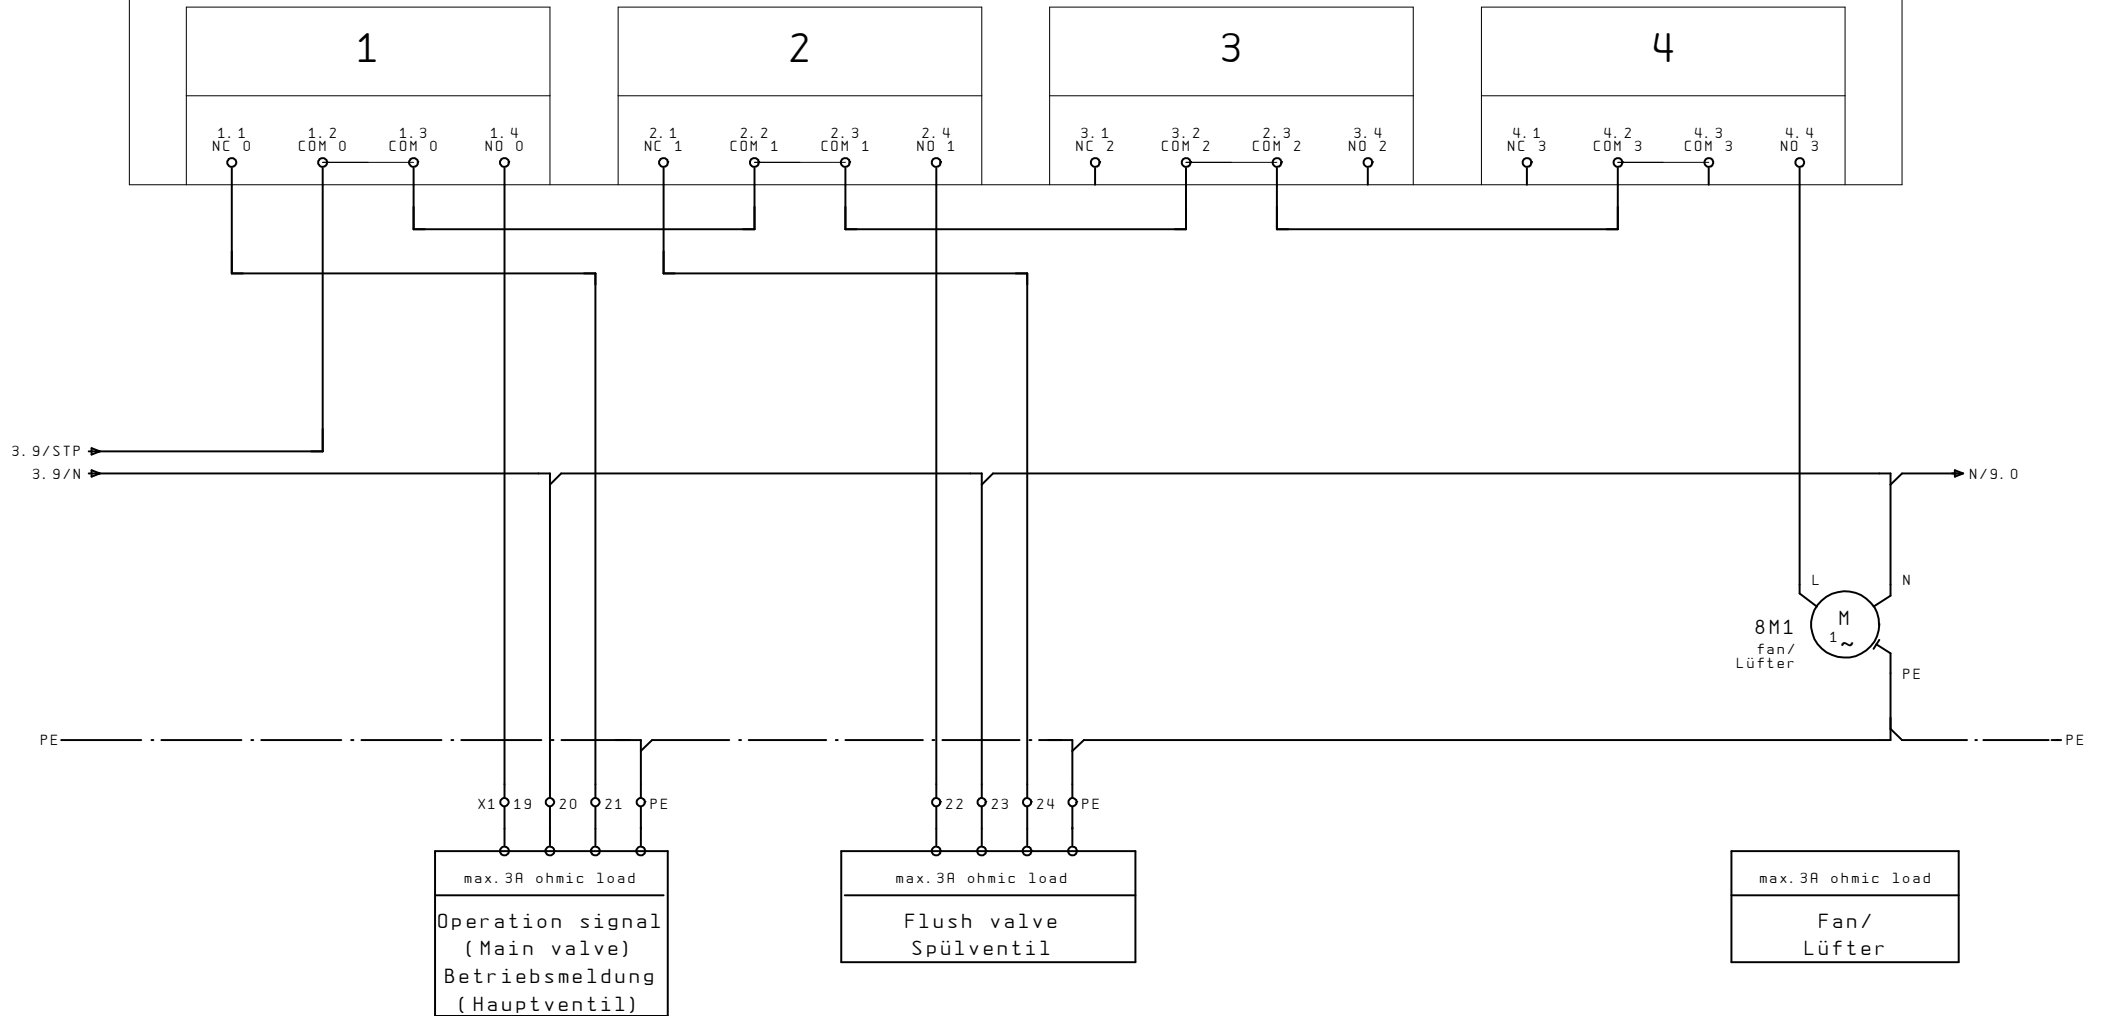 1 2 3 4
1.1 1.2 1.3 1.4 2.1 2.2 2.3 2.4 3.1 3.2 2.3 3.4 4.1 4.2 4.3 4.4
NC 0 COM 0 COM 0 NO 0 NC 1 COM 1 COM 1 NO 1 NC 2 COM 2 COM 2 NO 2 NC 3 COM 3 COM 3 NO 3
3.9/STP
3.9/N N/9.0
L N
M
1~
8M1
fan/
Lüfter
PE
PE PE
X1 19 20 21 PE 22 23 24 PE
max.3A ohmic load
Operation signal
(Main valve)
Betriebsmeldung
(Hauptventil)
max.3A ohmic load
Flush valve
Spülventil
max.3A ohmic load
Fan/
Lüfter